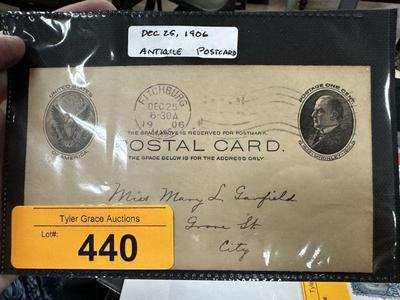 DEC 25, 1906
ANTIQUE POSTCARD
UNITED STATES
OF AMERICA
FITCHBURG
DEC 25
6-30A
1906
POSTAGE ONE CENT
THE SPACE ABOVE IS RESERVED FOR POSTMARK.
POSTAL CARD.
THE SPACE BELOW IS FOR THE ADDRESS ONLY.
Miss Mary L. Garfield
Grove St.
City
Tyler Grace Auctions
Lot#:
440